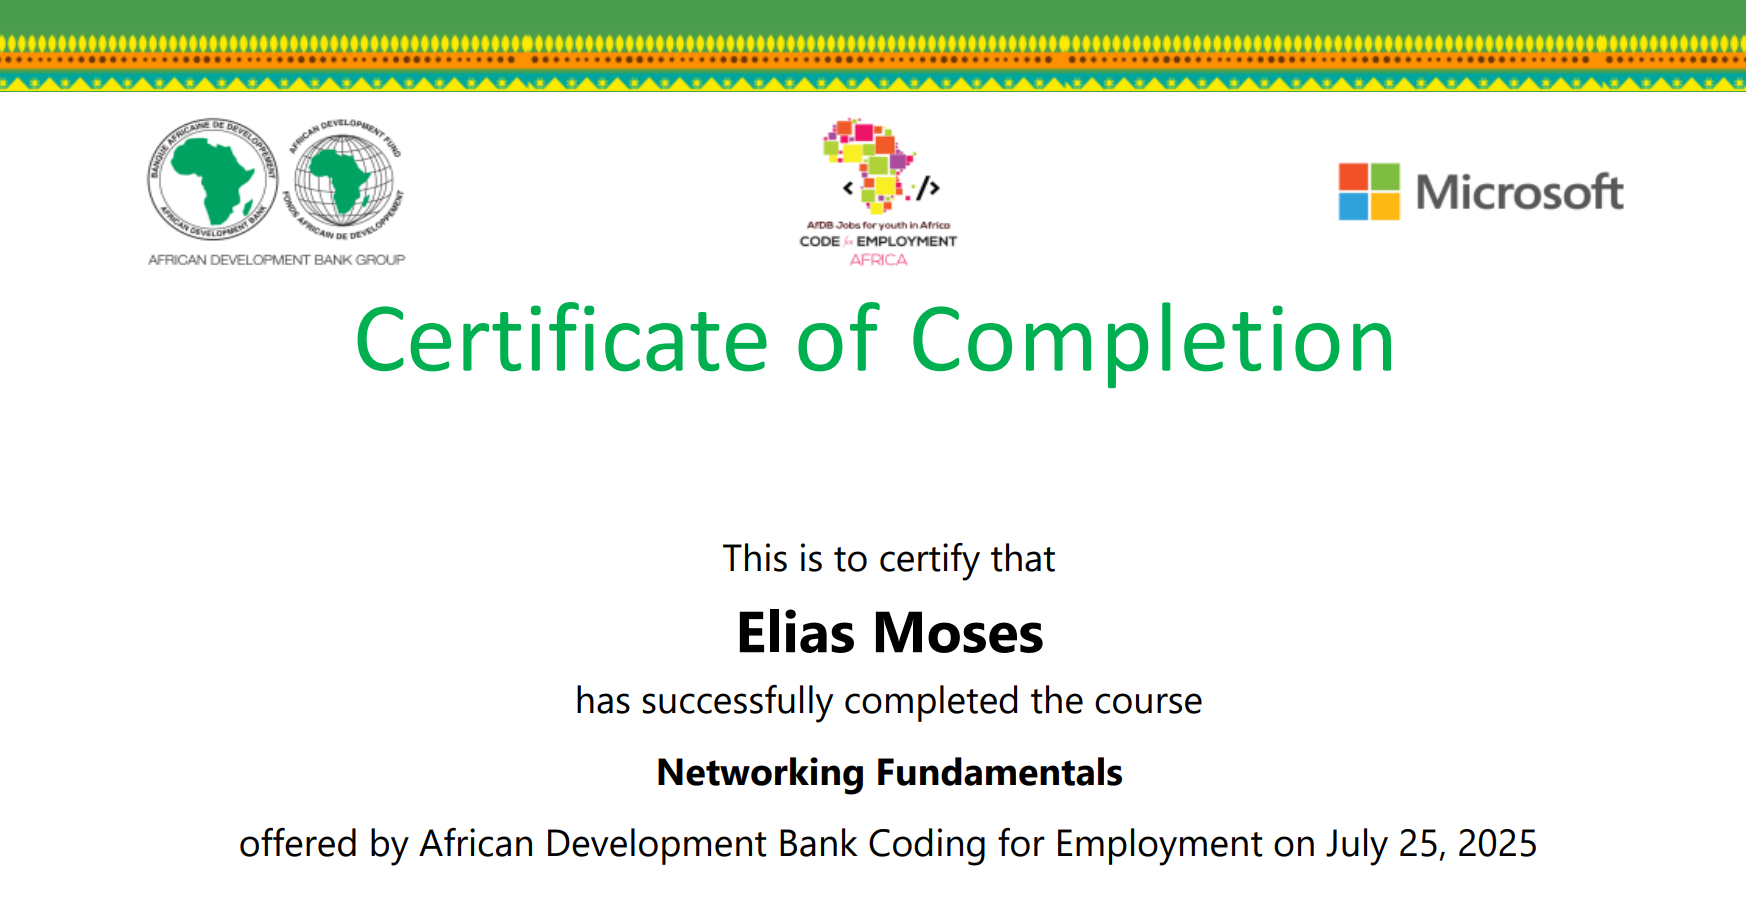 BANQUE AFRICAINE DE DEVELOPPEMENT
AFRICAN DEVELOPMENT BANK
AFRICAN DEVELOPMENT FUND
FONDS AFRICAIN DE DEVELOPPEMENT
AFRICAN DEVELOPMENT BANK GROUP
< />
AfDB Jobs for youth in Africa
CODE for EMPLOYMENT
AFRICA
Microsoft
Certificate of Completion
This is to certify that
Elias Moses
has successfully completed the course
Networking Fundamentals
offered by African Development Bank Coding for Employment on July 25, 2025